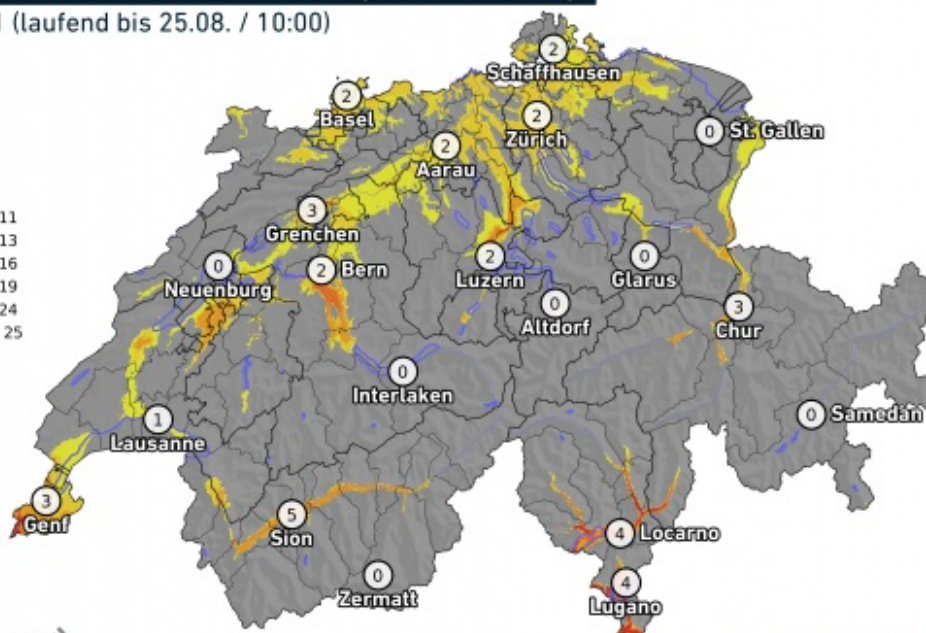 (laufend bis 25.08. / 10:00)
2
Schaffhausen
2
Basel
2
Zürich
0 St. Gallen
2
Aarau
11
13
16
19
24
25
3
Grenchen
0
Neuenburg
2 Bern
2
Luzern
0
Glarus
0
Altdorf
3
Chur
0
Interlaken
0 Samedan
1
Lausanne
3
Genf
5
Sion
4 Locarno
0
Zermatt
4
Lugano